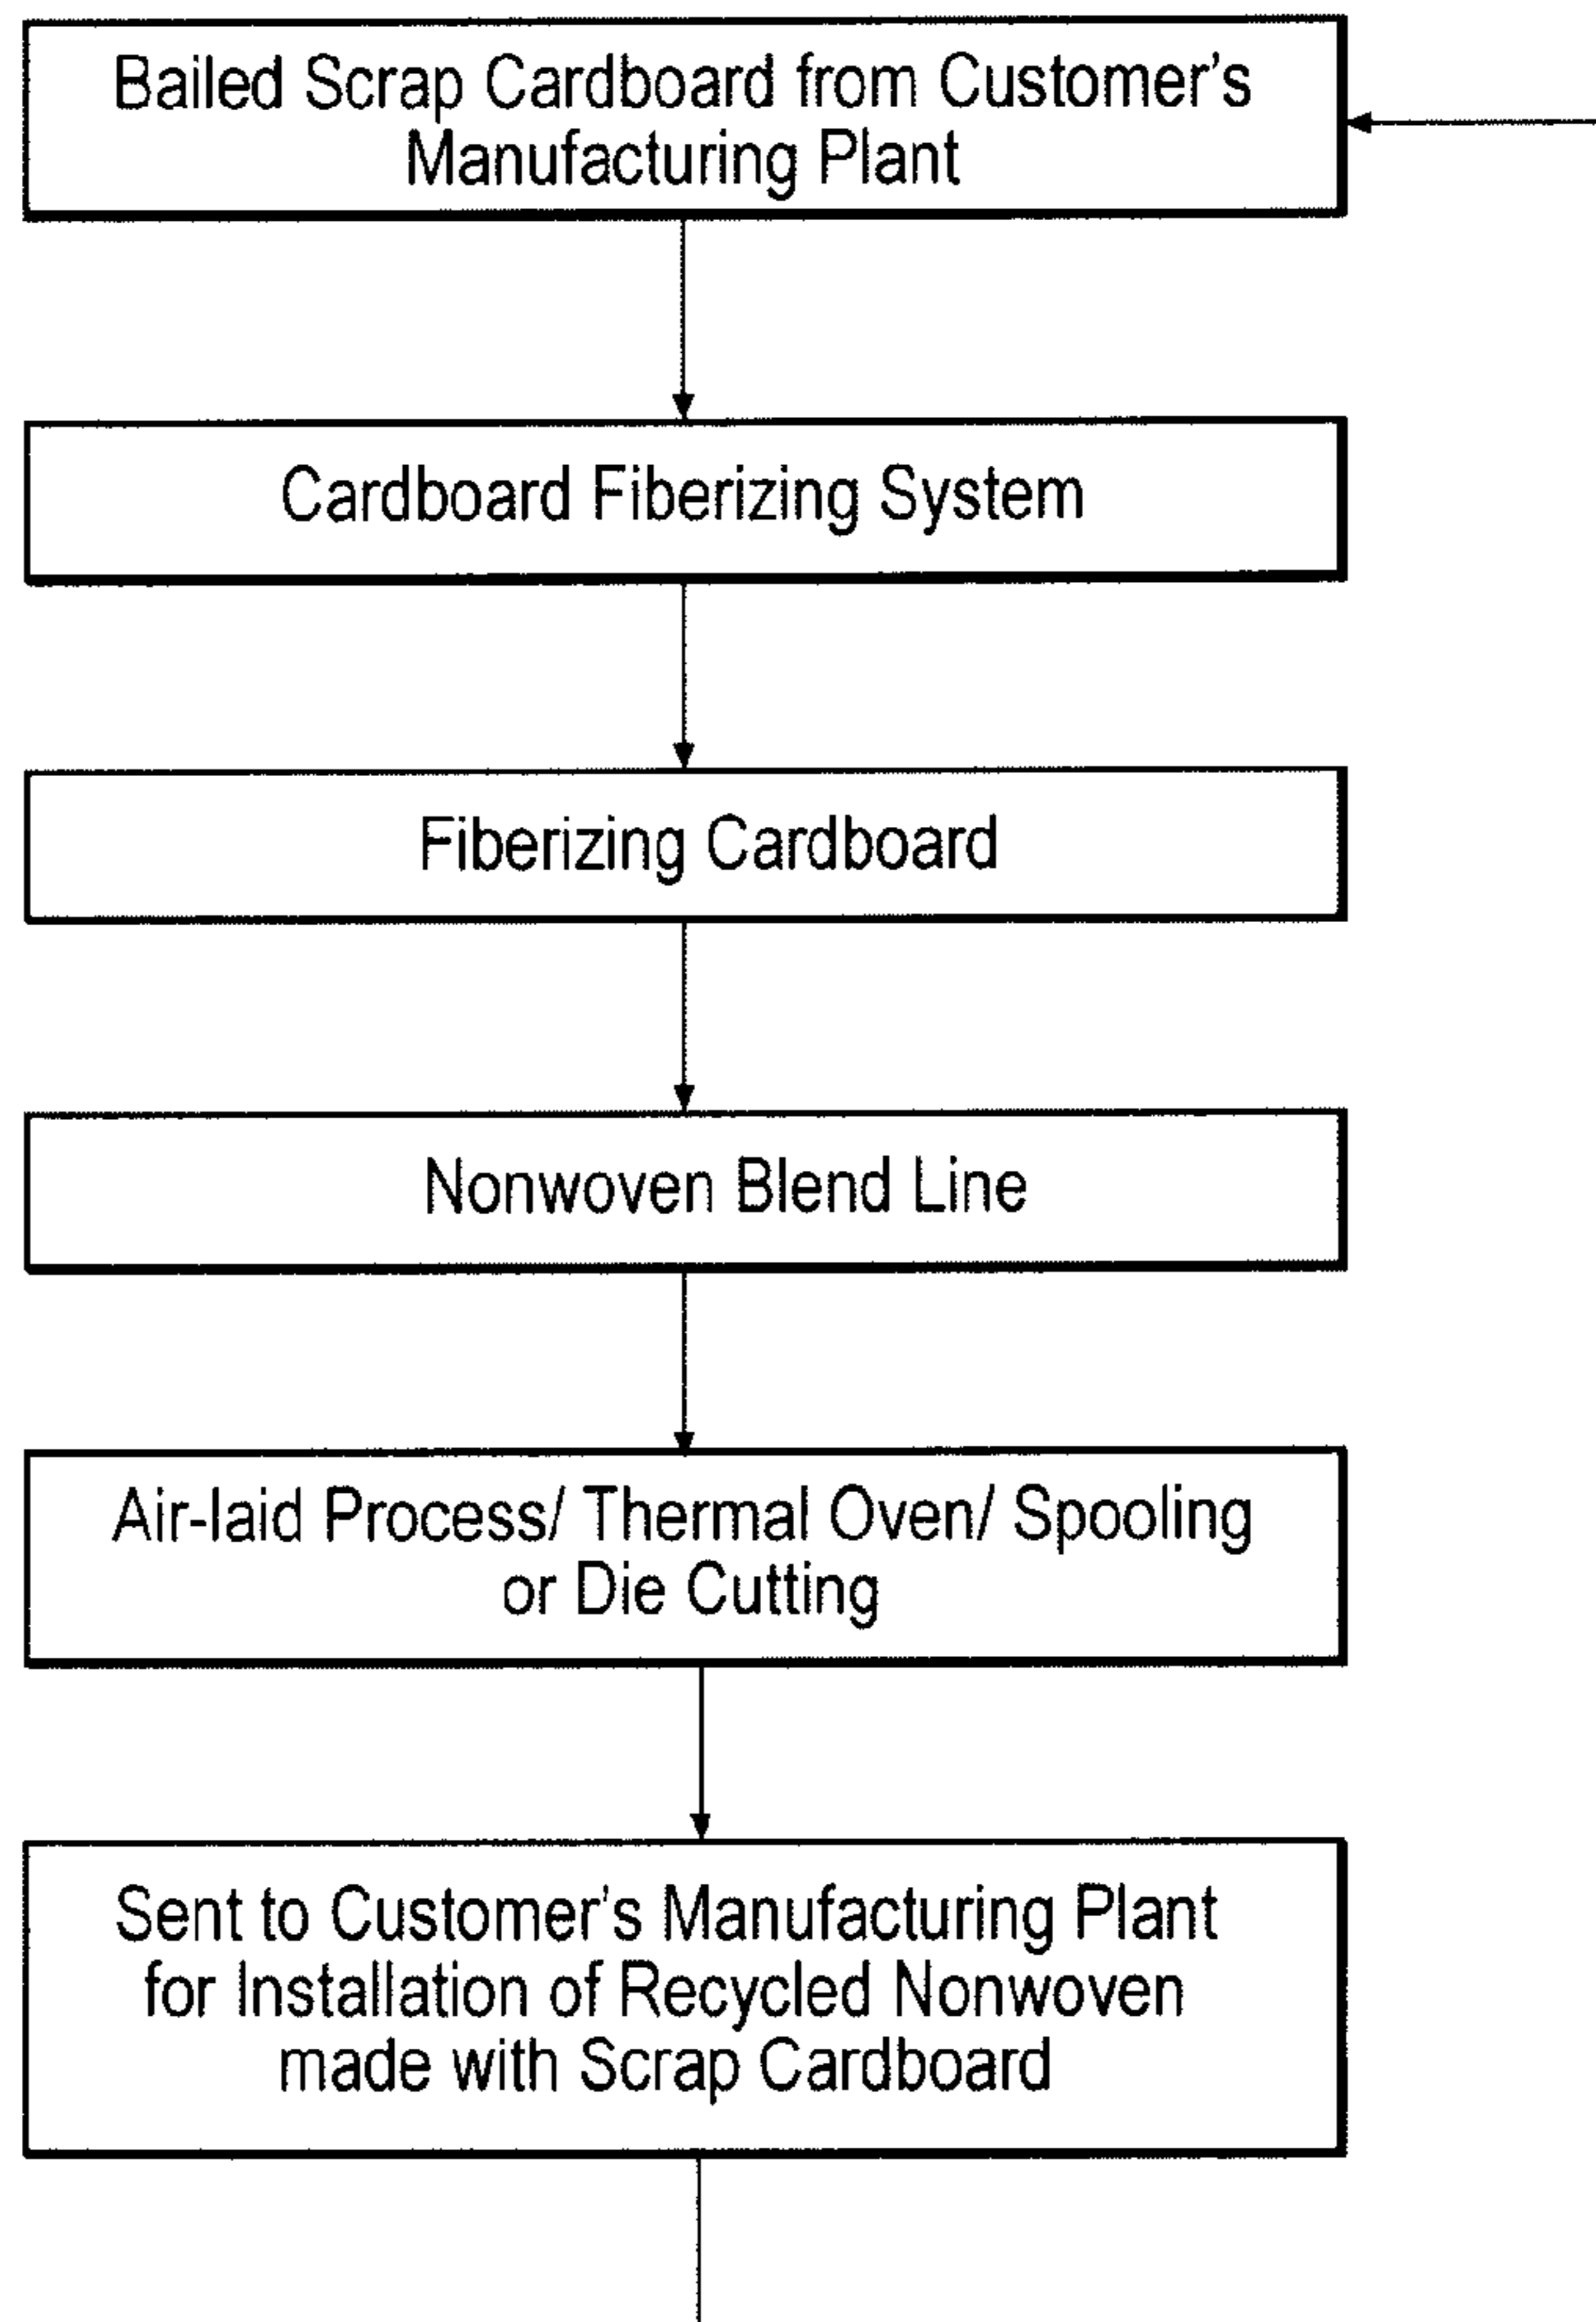 Bailed Scrap Cardboard from Customer's
Manufacturing Plant
Cardboard Fiberizing System
Fiberizing Cardboard
Nonwoven Blend Line
Air-laid Process/ Thermal Oven/ Spooling
or Die Cutting
Sent to Customer's Manufacturing Plant
for Installation of Recycled Nonwoven
made with Scrap Cardboard